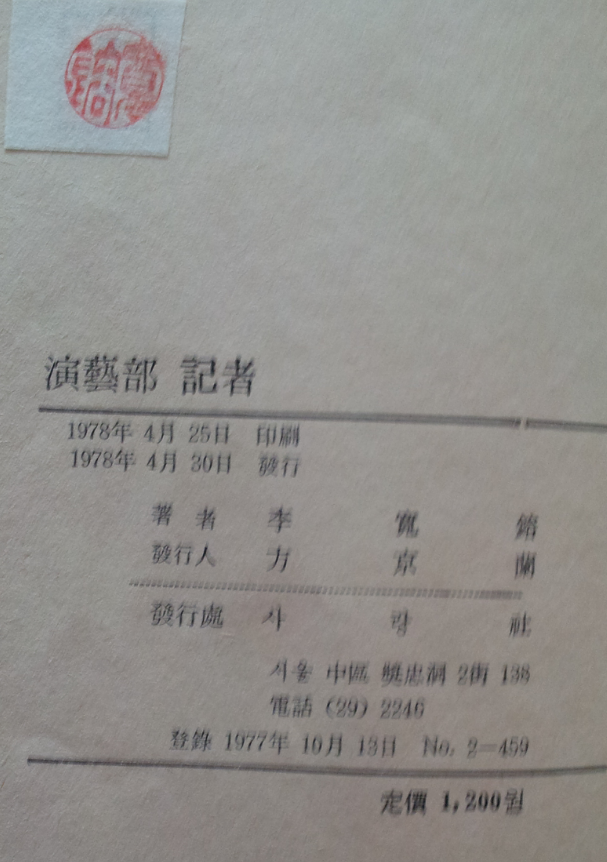 演藝部 記者
1978年 4月 25日 印刷
1978年 4月 30日 發行
著者 李寬
發行人 京蘭
發行處 사랑社
서울 中區 奬忠洞 2街 138
電話 (29) 2246
登錄 1977年 10月 13日 No. 2-459
定價 1,200원